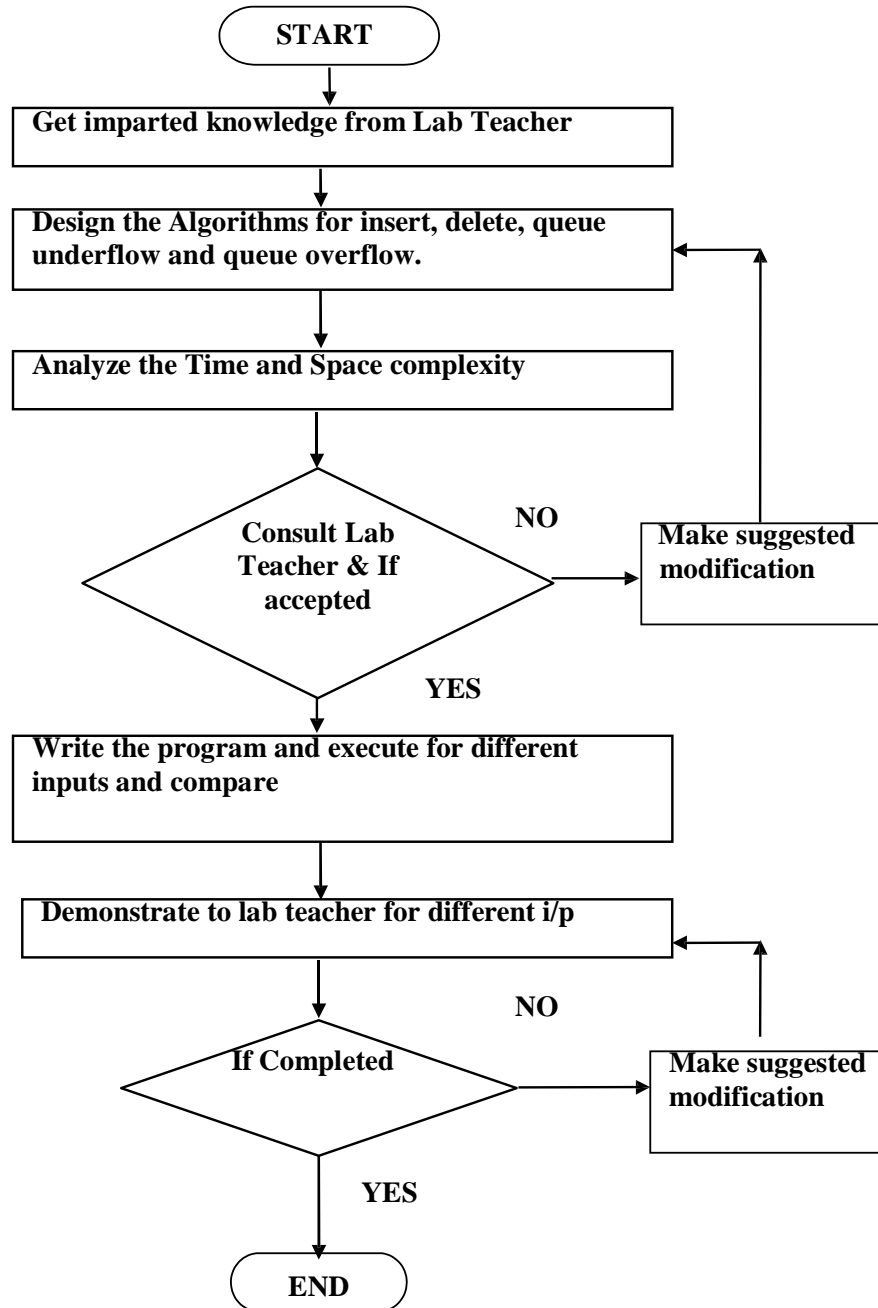 START
Get imparted knowledge from Lab Teacher
Design the Algorithms for insert, delete, queue
underflow and queue overflow.
Analyze the Time and Space complexity
Consult Lab
Teacher & If
accepted
NO
Make suggested
modification
YES
Write the program and execute for different
inputs and compare
Demonstrate to lab teacher for different i/p
If Completed
NO
Make suggested
modification
YES
END